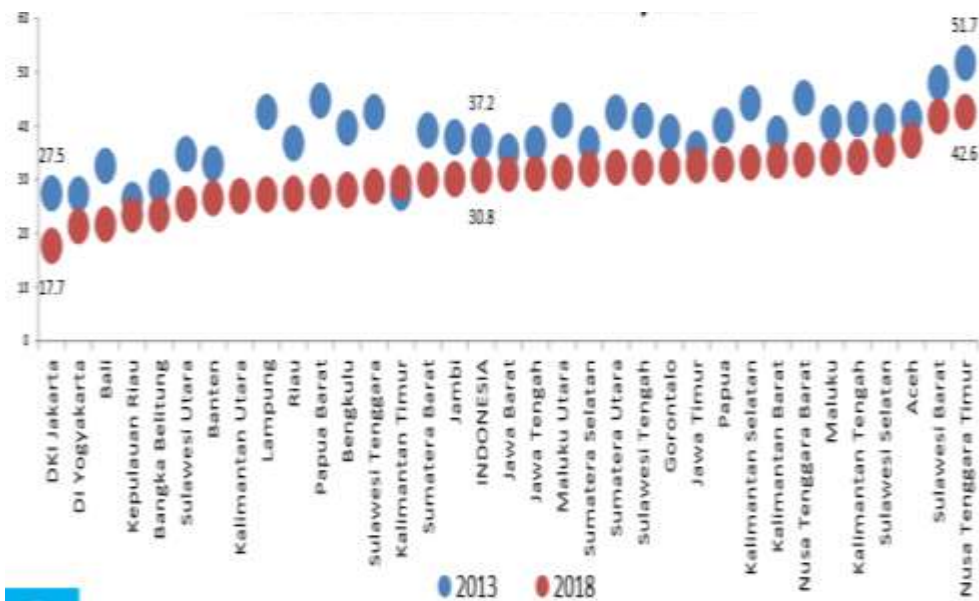 60
50
40
30
20
10
0
51.7
37.2
27.5
42.6
30.8
17.7
DKI Jakarta
DI Yogyakarta
Bali
Kepulauan Riau
Bangka Belitung
Sulawesi Utara
Banten
Kalimantan Utara
Lampung
Riau
Papua Barat
Bengkulu
Sulawesi Tenggara
Kalimantan Timur
Sumatera Barat
Jambi
INDONESIA
Jawa Barat
Jawa Tengah
Maluku Utara
Sumatera Selatan
Sumatera Utara
Sulawesi Tengah
Gorontalo
Jawa Timur
Papua
Kalimantan Selatan
Kalimantan Barat
Nusa Tenggara Barat
Maluku
Kalimantan Tengah
Sulawesi Selatan
Aceh
Sulawesi Barat
Nusa Tenggara Timur
2013 2018